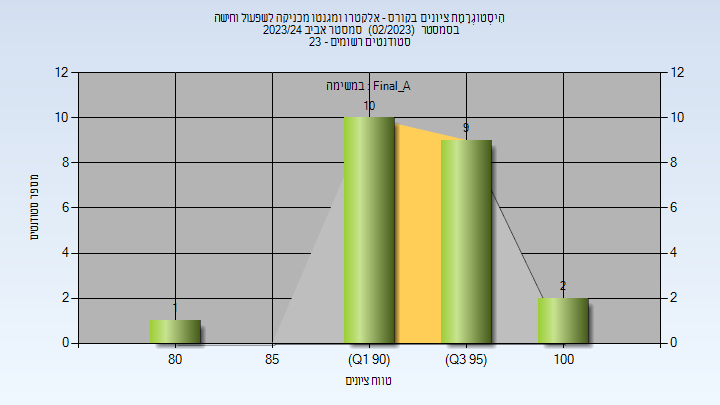 היסטוגרמת ציונים בקורס - אלקטרו ומגנטו מכניקה לשפעול וחישה
בסמסטר (02/2023) סמסטר אביב 2023/24
סטודנטים רשומים - 23
במשימה : Final_A
12 12
10 10
8 8
6 6
4 4
2 2
0 0
1
10
9
2
80 85 (Q1 90) (Q3 95) 100
מספר סטודנטים
טווח ציונים